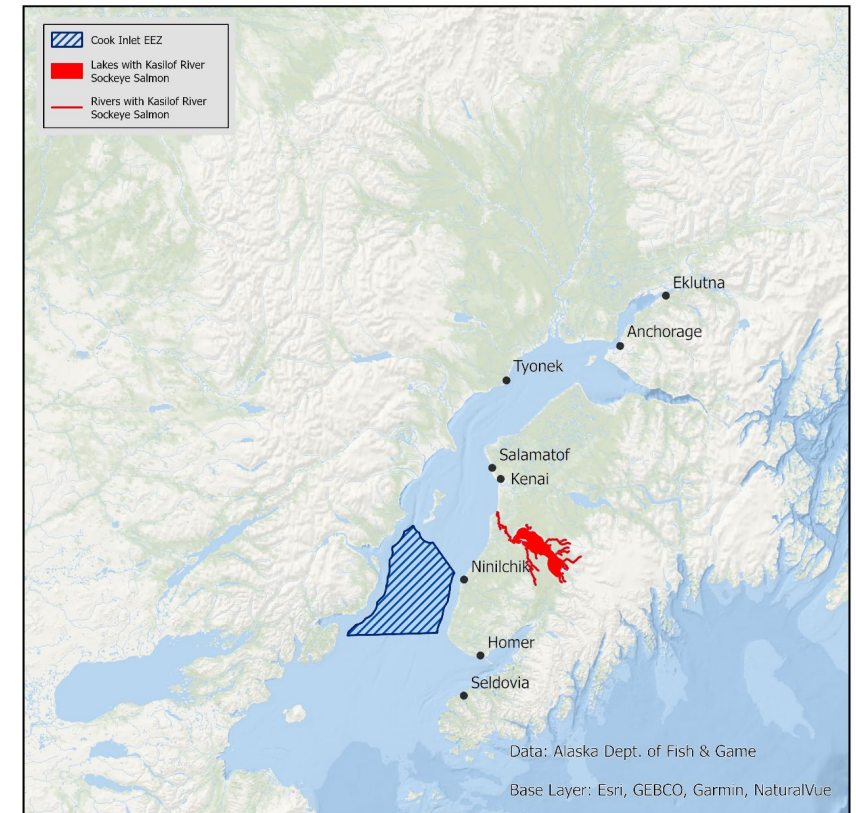 Cook Inlet EEZ
Lakes with Kasilof River
Sockeye Salmon
Rivers with Kasilof River
Sockeye Salmon
Eklutna
Anchorage
Tyonek
Salamatof
Kenai
Ninilchik
Homer
Seldovia
Data: Alaska Dept. of Fish & Game
Base Layer: Esri, GEBCO, Garmin, NaturalVue